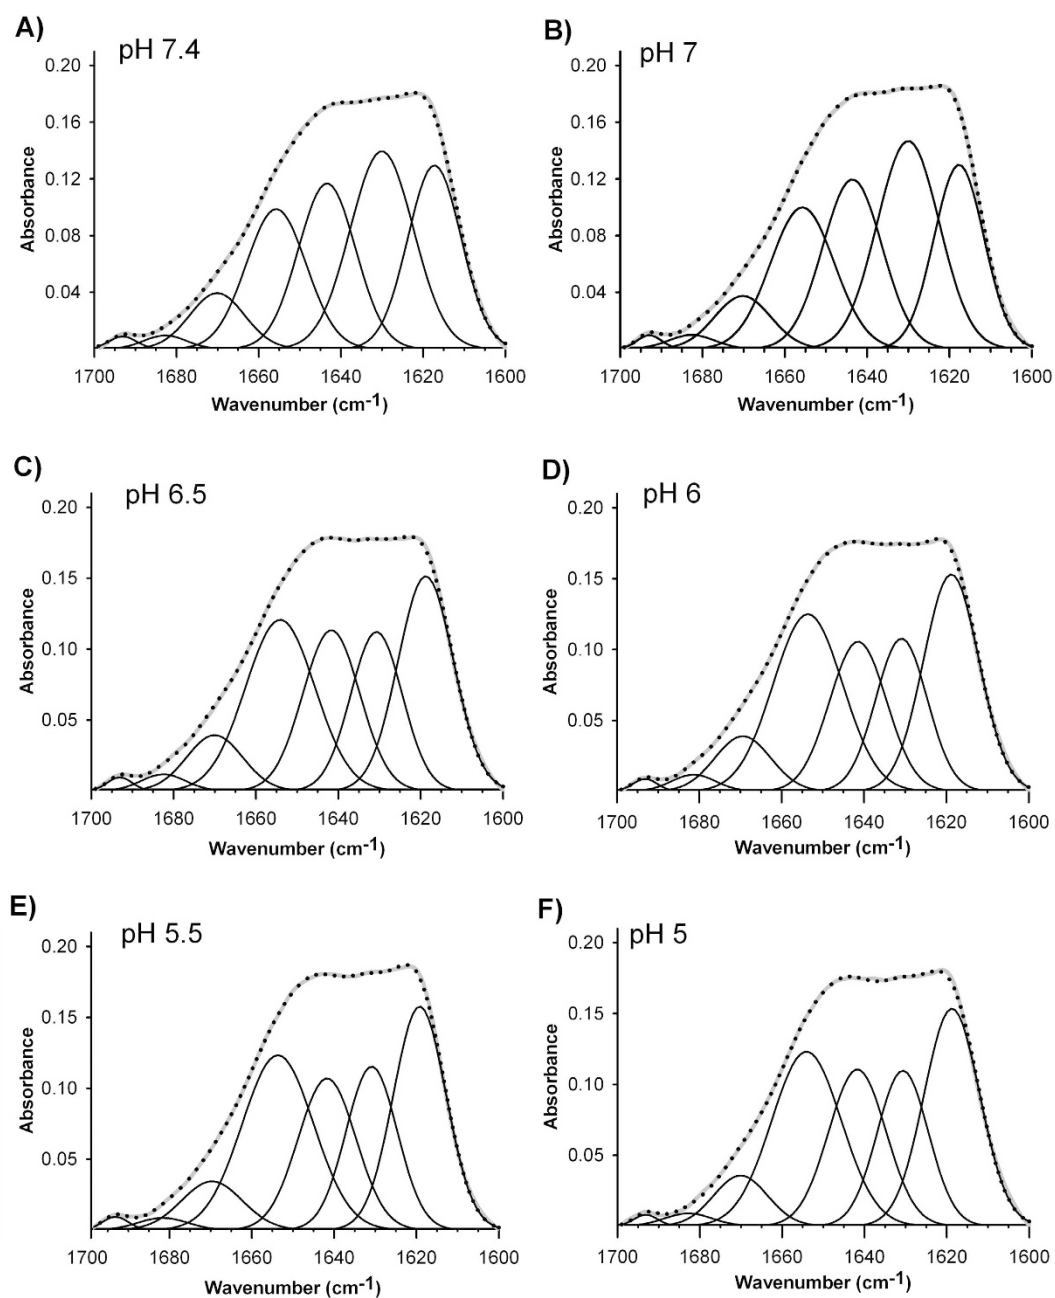 A)
pH 7.4
0.20
0.16
0.12
0.08
0.04
Absorbance
1700 1680 1660 1640 1620 1600
Wavenumber (cm-1)
B)
pH 7
0.20
0.16
0.12
0.08
0.04
Absorbance
1700 1680 1660 1640 1620 1600
Wavenumber (cm-1)
C)
pH 6.5
0.20
0.15
0.10
0.05
Absorbance
1700 1680 1660 1640 1620 1600
Wavenumber (cm-1)
D)
pH 6
0.20
0.15
0.10
0.05
Absorbance
1700 1680 1660 1640 1620 1600
Wavenumber (cm-1)
E)
pH 5.5
0.20
0.15
0.10
0.05
Absorbance
1700 1680 1660 1640 1620 1600
Wavenumber (cm-1)
F)
pH 5
0.20
0.15
0.10
0.05
Absorbance
1700 1680 1660 1640 1620 1600
Wavenumber (cm-1)